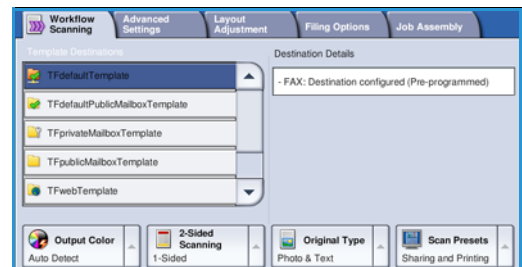 Workflow
Scanning
Advanced
Settings
Layout
Adjustment
Filing Options
Job Assembly
Template Destinations
Destination Details
TFdefaultTemplate
- FAX: Destination configured (Pre-programmed)
TFdefaultPublicMailboxTemplate
TFprivateMailboxTemplate
TFpublicMailboxTemplate
TFwebTemplate
Output Color
Auto Detect
2-Sided
Scanning
1-Sided
Original Type
Photo & Text
Scan Presets
Sharing and Printing